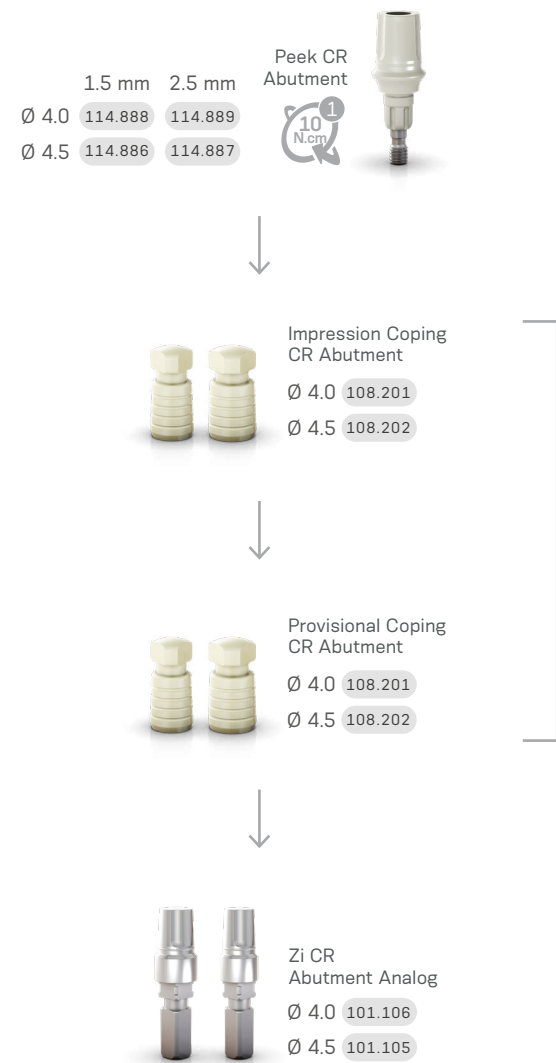 Peek CR
Abutment
1.5 mm 2.5 mm
Ø 4.0 114.888 114.889
Ø 4.5 114.886 114.887
10
N.cm
1
Impression Coping
CR Abutment
Ø 4.0 108.201
Ø 4.5 108.202
Provisional Coping
CR Abutment
Ø 4.0 108.201
Ø 4.5 108.202
Zi CR
Abutment Analog
Ø 4.0 101.106
Ø 4.5 101.105